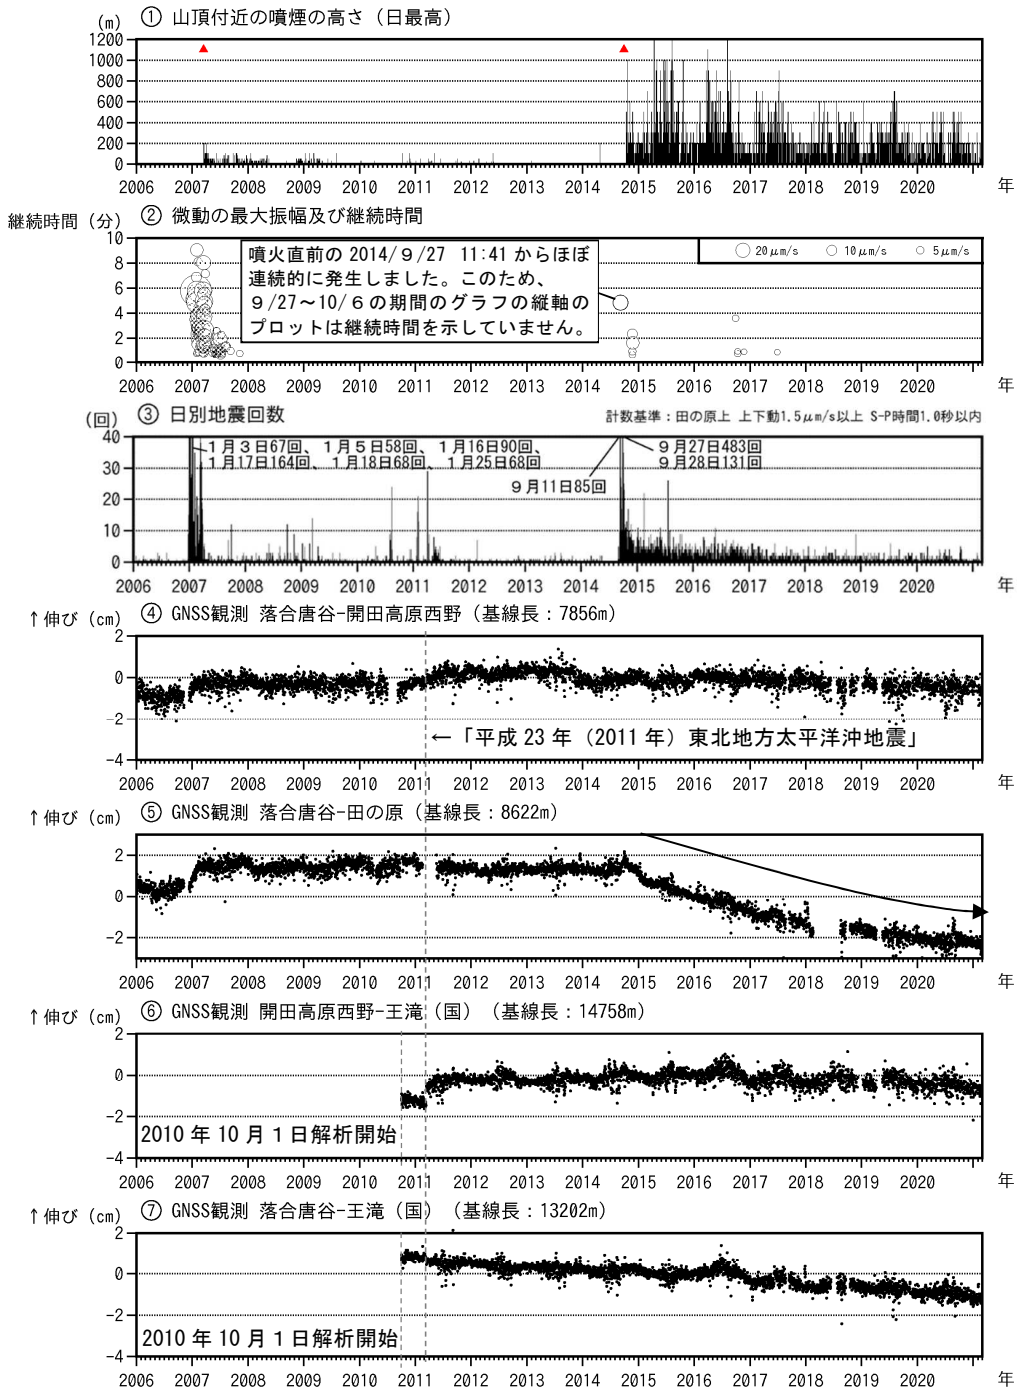 ① 山頂付近の噴煙の高さ（日最高）
(m)
1200
1000
800
600
400
200
0
2006 2007 2008 2009 2010 2011 2012 2013 2014 2015 2016 2017 2018 2019 2020 年
② 微動の最大振幅及び継続時間
継続時間（分）
10
8
6
4
2
0
噴火直前の 2014/９/27 11:41 からほぼ
連続的に発生しました。このため、
９/27～10/６の期間のグラフの縦軸の
プロットは継続時間を示していません。
20μm/s 10μm/s 5μm/s
2006 2007 2008 2009 2010 2011 2012 2013 2014 2015 2016 2017 2018 2019 2020 年
③ 日別地震回数
計数基準：田の原上 上下動1.5μm/s以上 S-P時間1.0秒以内
(回)
40
30
20
10
0
１月３日67回、１月５日58回、１月16日90回、
１月17日164回、１月18日68回、１月25日68回
９月11日85回
９月27日483回
９月28日131回
2006 2007 2008 2009 2010 2011 2012 2013 2014 2015 2016 2017 2018 2019 2020 年
④ GNSS観測 落合唐谷-開田高原西野（基線長：7856m）
↑伸び（cm）
2
0
-2
-4
←「平成 23 年（2011 年）東北地方太平洋沖地震」
2006 2007 2008 2009 2010 2011 2012 2013 2014 2015 2016 2017 2018 2019 2020 年
⑤ GNSS観測 落合唐谷-田の原（基線長：8622m）
↑伸び（cm）
2
0
-2
2006 2007 2008 2009 2010 2011 2012 2013 2014 2015 2016 2017 2018 2019 2020 年
⑥ GNSS観測 開田高原西野-王滝（国）（基線長：14758m）
↑伸び（cm）
2
0
-2
-4
2010 年 10 月１日解析開始
2006 2007 2008 2009 2010 2011 2012 2013 2014 2015 2016 2017 2018 2019 2020 年
⑦ GNSS観測 落合唐谷-王滝（国）（基線長：13202m）
↑伸び（cm）
2
0
-2
-4
2010 年 10 月１日解析開始
2006 2007 2008 2009 2010 2011 2012 2013 2014 2015 2016 2017 2018 2019 2020 年